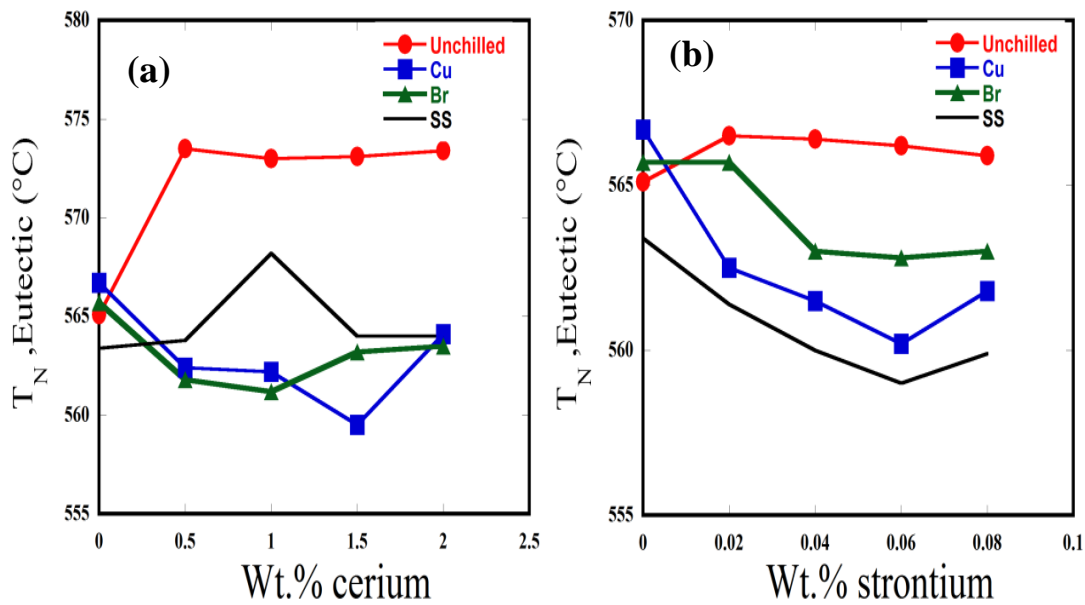 580
575
570
565
560
555
T_N ,Eutectic (°C)
(a)
Unchilled
Cu
Br
SS
0 0.5 1 1.5 2 2.5
Wt.% cerium
570
565
560
555
T_N ,Eutectic (°C)
(b)
Unchilled
Cu
Br
SS
0 0.02 0.04 0.06 0.08 0.1
Wt.% strontium